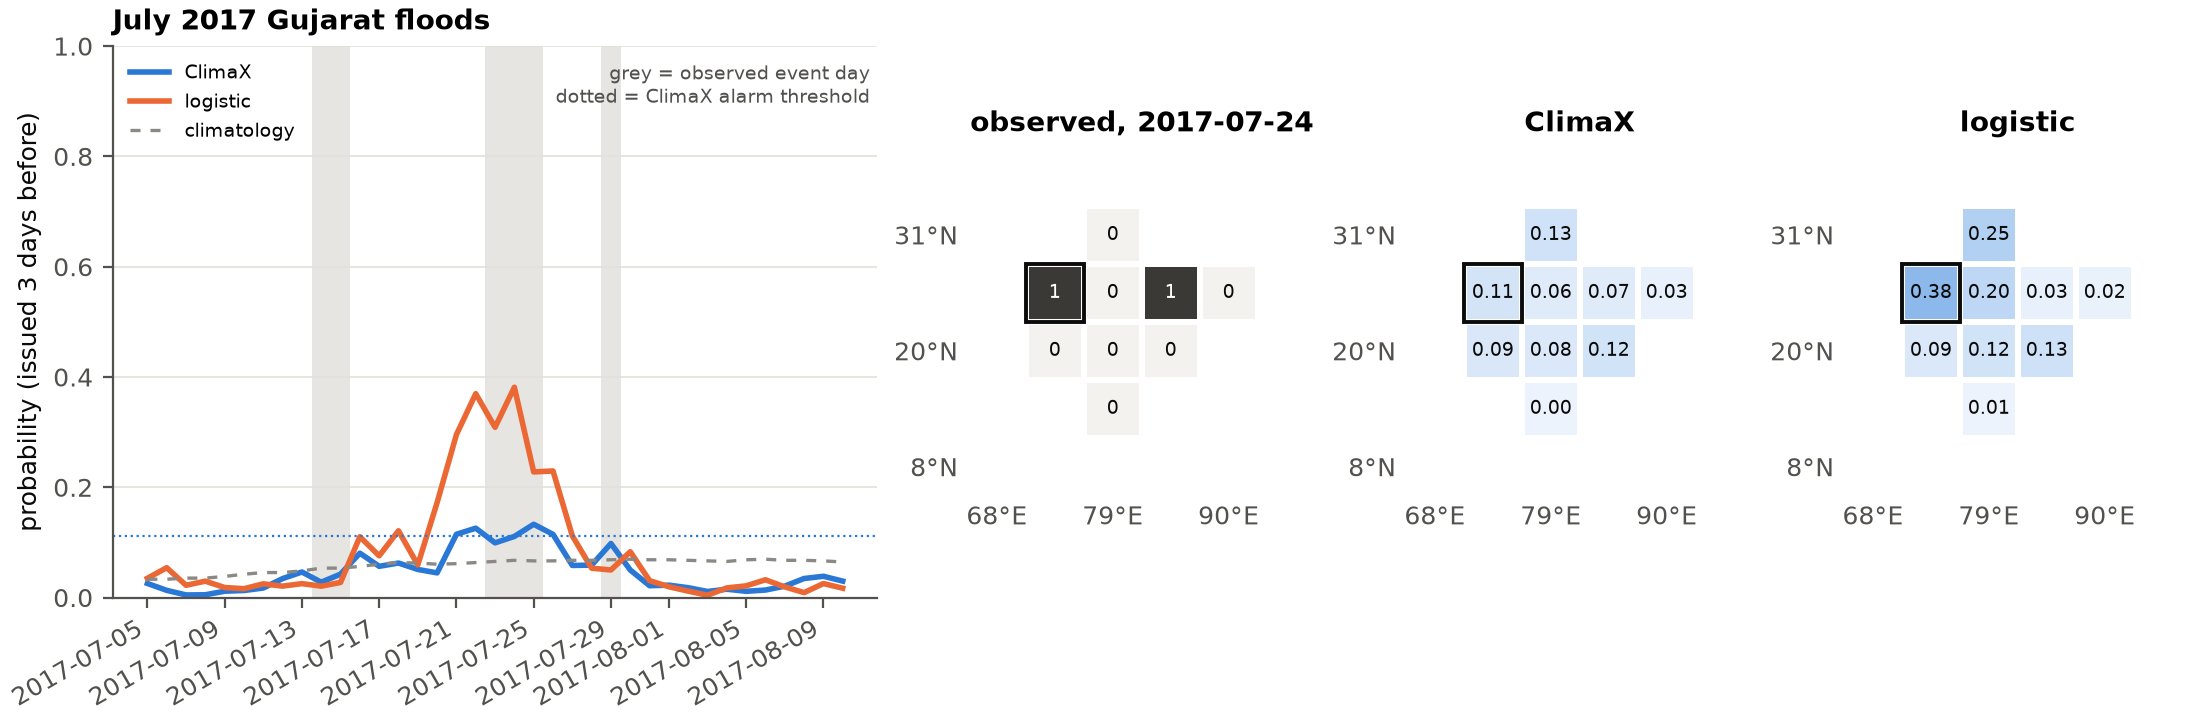 July 2017 Gujarat floods
probability (issued 3 days before)
1.0
0.8
0.6
0.4
0.2
0.0
ClimaX
logistic
climatology
grey = observed event day
dotted = ClimaX alarm threshold
2017-07-05
2017-07-09
2017-07-13
2017-07-17
2017-07-21
2017-07-25
2017-07-29
2017-08-01
2017-08-05
2017-08-09
observed, 2017-07-24
31°N
20°N
8°N
0
1 0 1 0
0 0 0
0
68°E 79°E 90°E
ClimaX
31°N
20°N
8°N
0.13
0.11 0.06 0.07 0.03
0.09 0.08 0.12
0.00
68°E 79°E 90°E
logistic
31°N
20°N
8°N
0.25
0.38 0.20 0.03 0.02
0.09 0.12 0.13
0.01
68°E 79°E 90°E